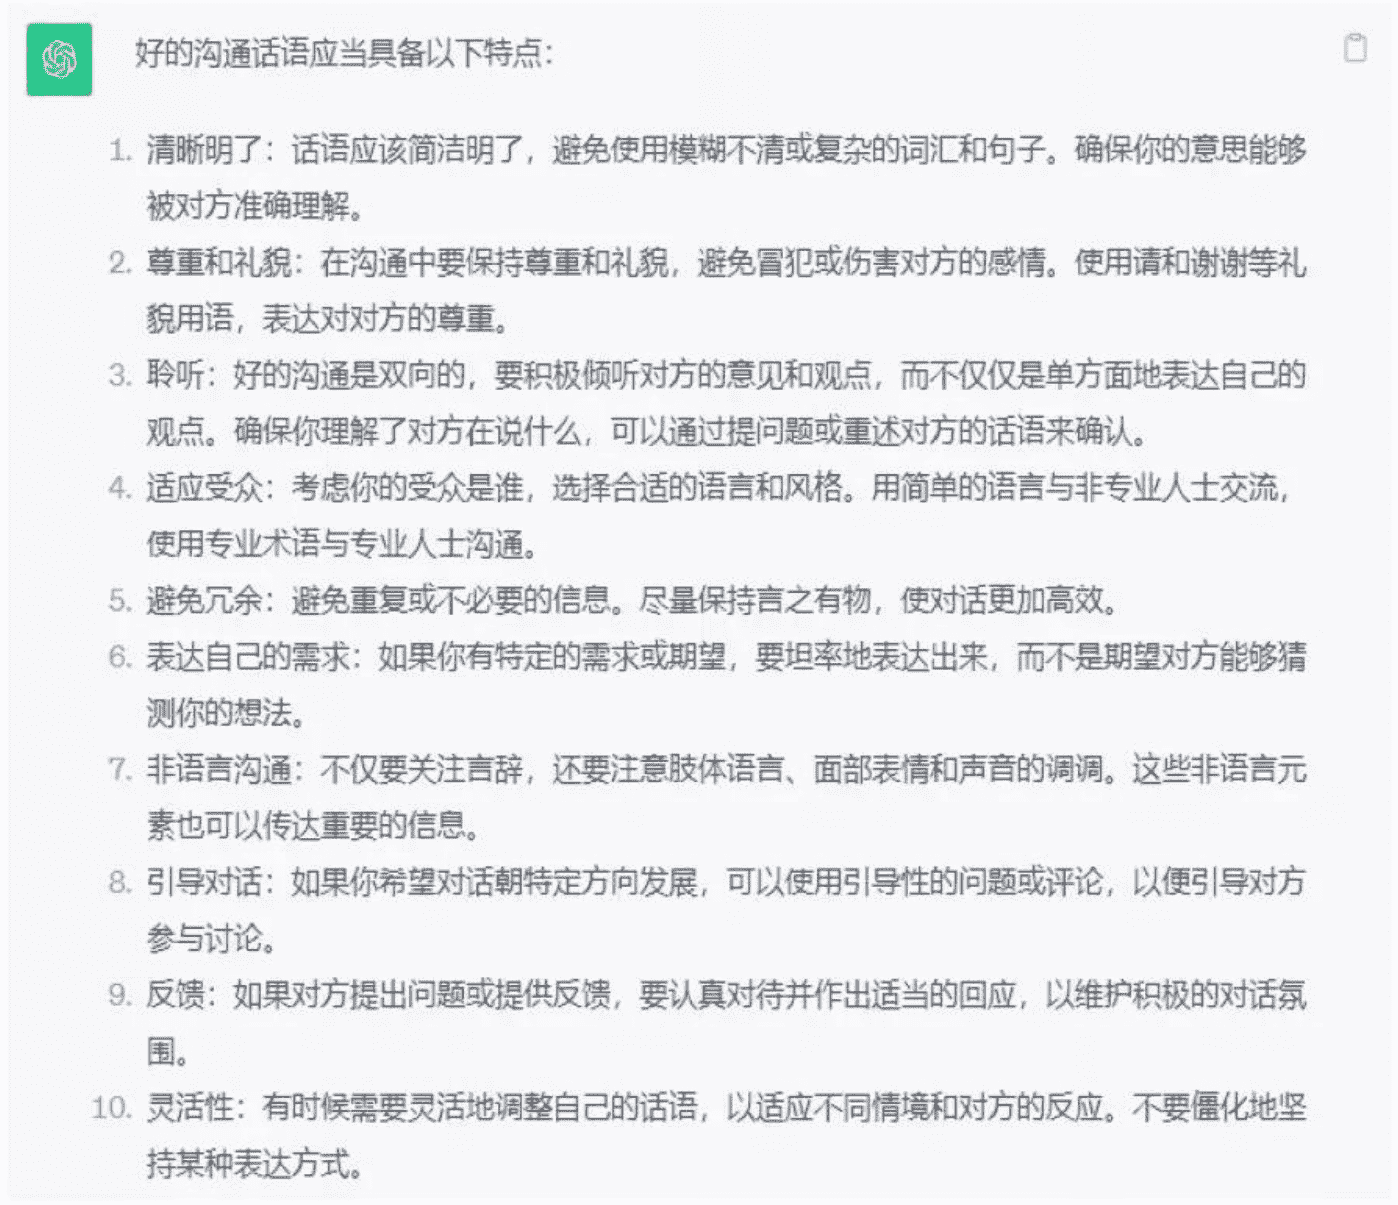 好的沟通话语应当具备以下特点：
1. 清晰明了：话语应该简洁明了，避免使用模糊不清或复杂的词汇和句子。确保你的意思能够
被对方准确理解。
2. 尊重和礼貌：在沟通中要保持尊重和礼貌，避免冒犯或伤害对方的感情。使用请和谢谢等礼
貌用语，表达对对方的尊重。
3. 聆听：好的沟通是双向的，要积极倾听对方的意见和观点，而不仅仅是单方面地表达自己的
观点。确保你理解了对方在说什么，可以通过提问题或重述对方的话语来确认。
4. 适应受众：考虑你的受众是谁，选择合适的语言和风格。用简单的语言与非专业人士交流，
使用专业术语与专业人士沟通。
5. 避免冗余：避免重复或不必要的信息。尽量保持言之有物，使对话更加高效。
6. 表达自己的需求：如果你有特定的需求或期望，要坦率地表达出来，而不是期望对方能够猜
测你的想法。
7. 非语言沟通：不仅要关注言辞，还要注意肢体语言、面部表情和声音的调调。这些非语言元
素也可以传达重要的信息。
8. 引导对话：如果你希望对话朝特定方向发展，可以使用引导性的问题或评论，以便引导对方
参与讨论。
9. 反馈：如果对方提出问题或提供反馈，要认真对待并作出适当的回应，以维护积极的对话氛
围。
10. 灵活性：有时候需要灵活地调整自己的话语，以适应不同情境和对方的反应。不要僵化地坚
持某种表达方式。